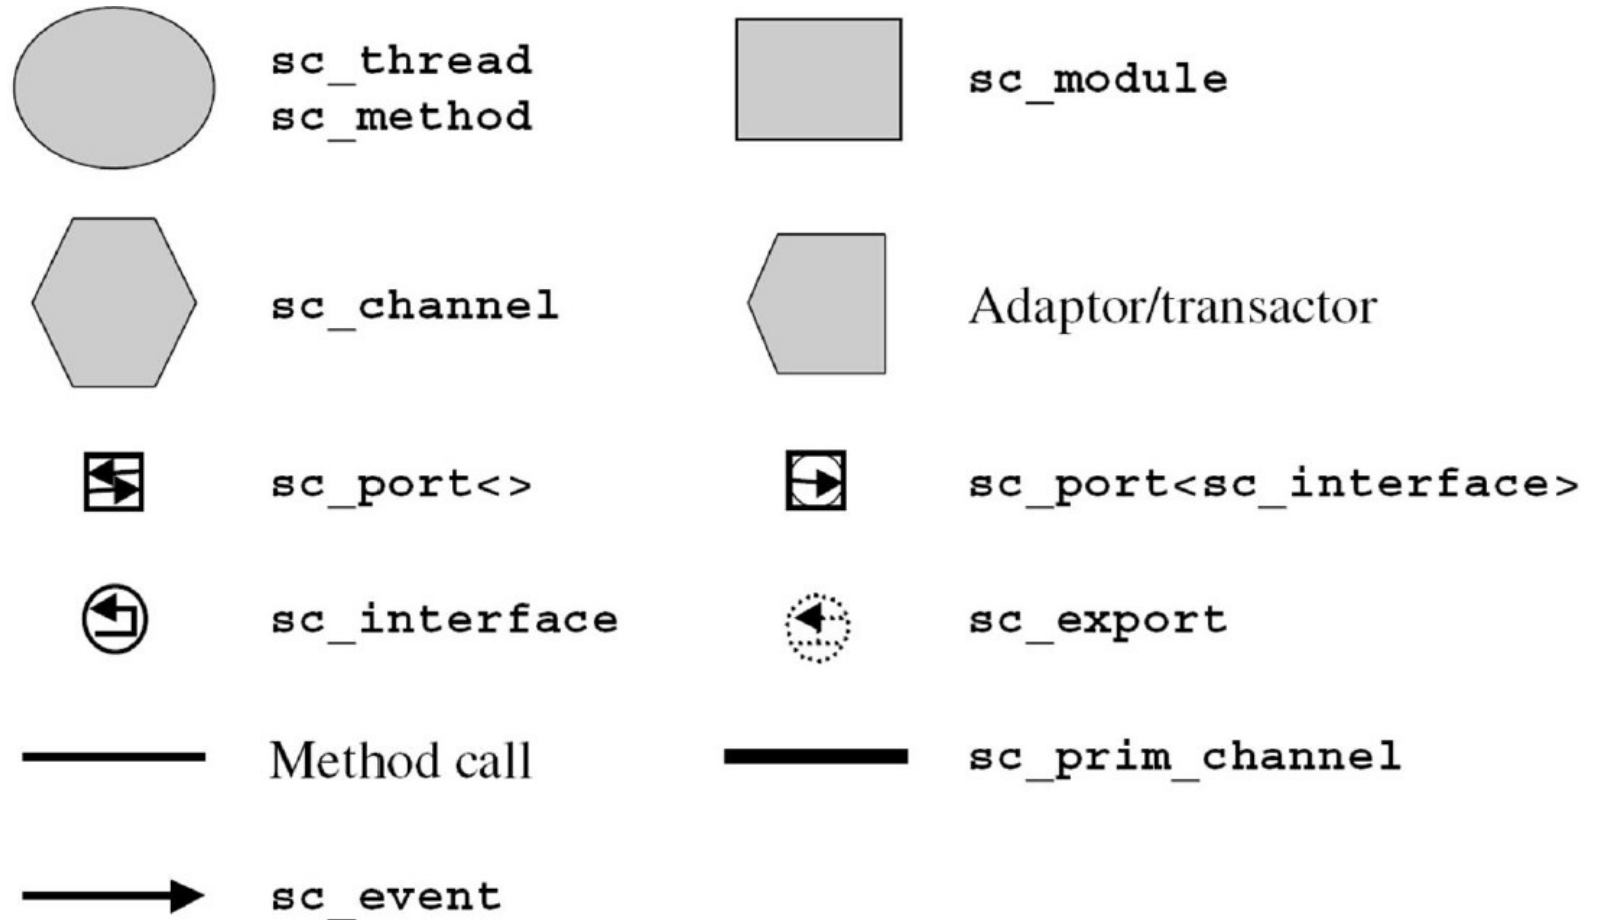 sc_thread
sc_method
sc_module
sc_channel
Adaptor/transactor
sc_port<>
sc_port<sc_interface>
sc_interface
sc_export
Method call
sc_prim_channel
sc_event